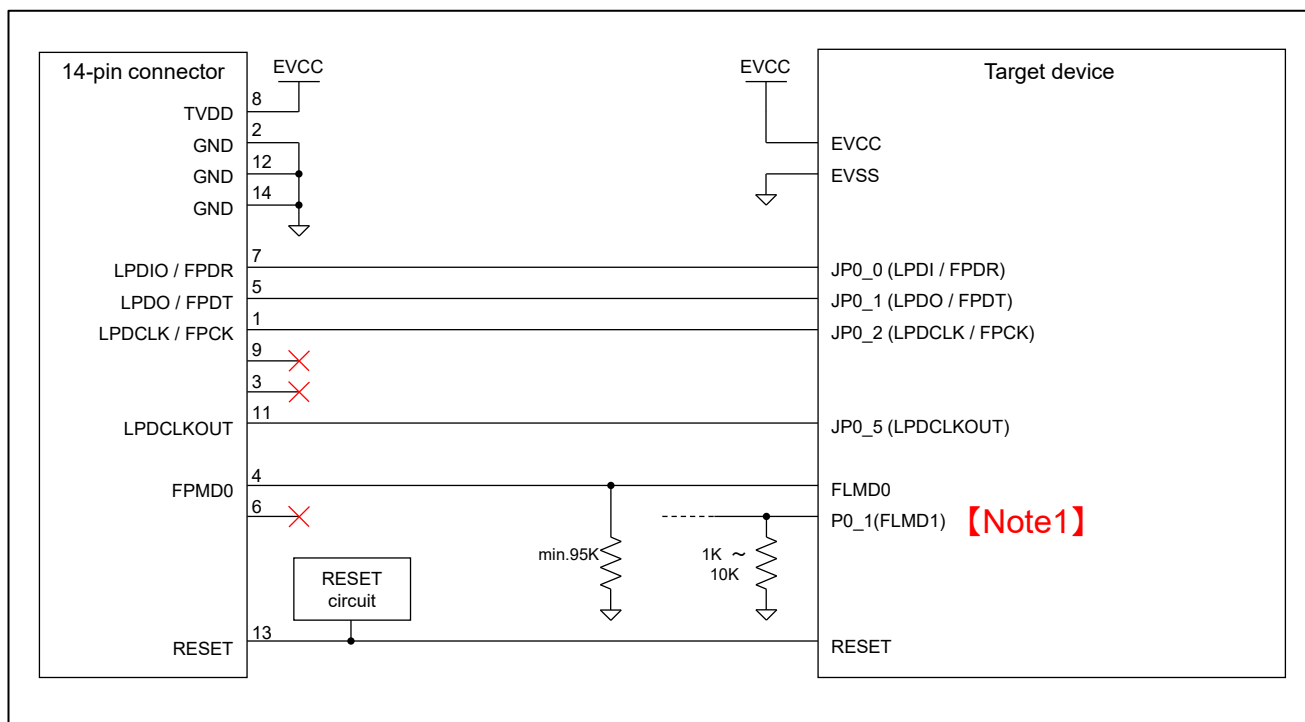 14-pin connector
EVCC
EVCC
Target device
8
TVDD
2
GND
EVCC
12
GND
EVSS
14
GND
7
LPDIO / FPDR
JP0_0 (LPDI / FPDR)
5
LPDO / FPDT
JP0_1 (LPDO / FPDT)
1
LPDCLK / FPCK
JP0_2 (LPDCLK / FPCK)
9
3
11
LPDCLKOUT
JP0_5 (LPDCLKOUT)
4
FPMD0
FLMD0
6
P0_1(FLMD1) 【Note1】
min.95K
1K ~
10K
RESET
circuit
13
RESET
RESET